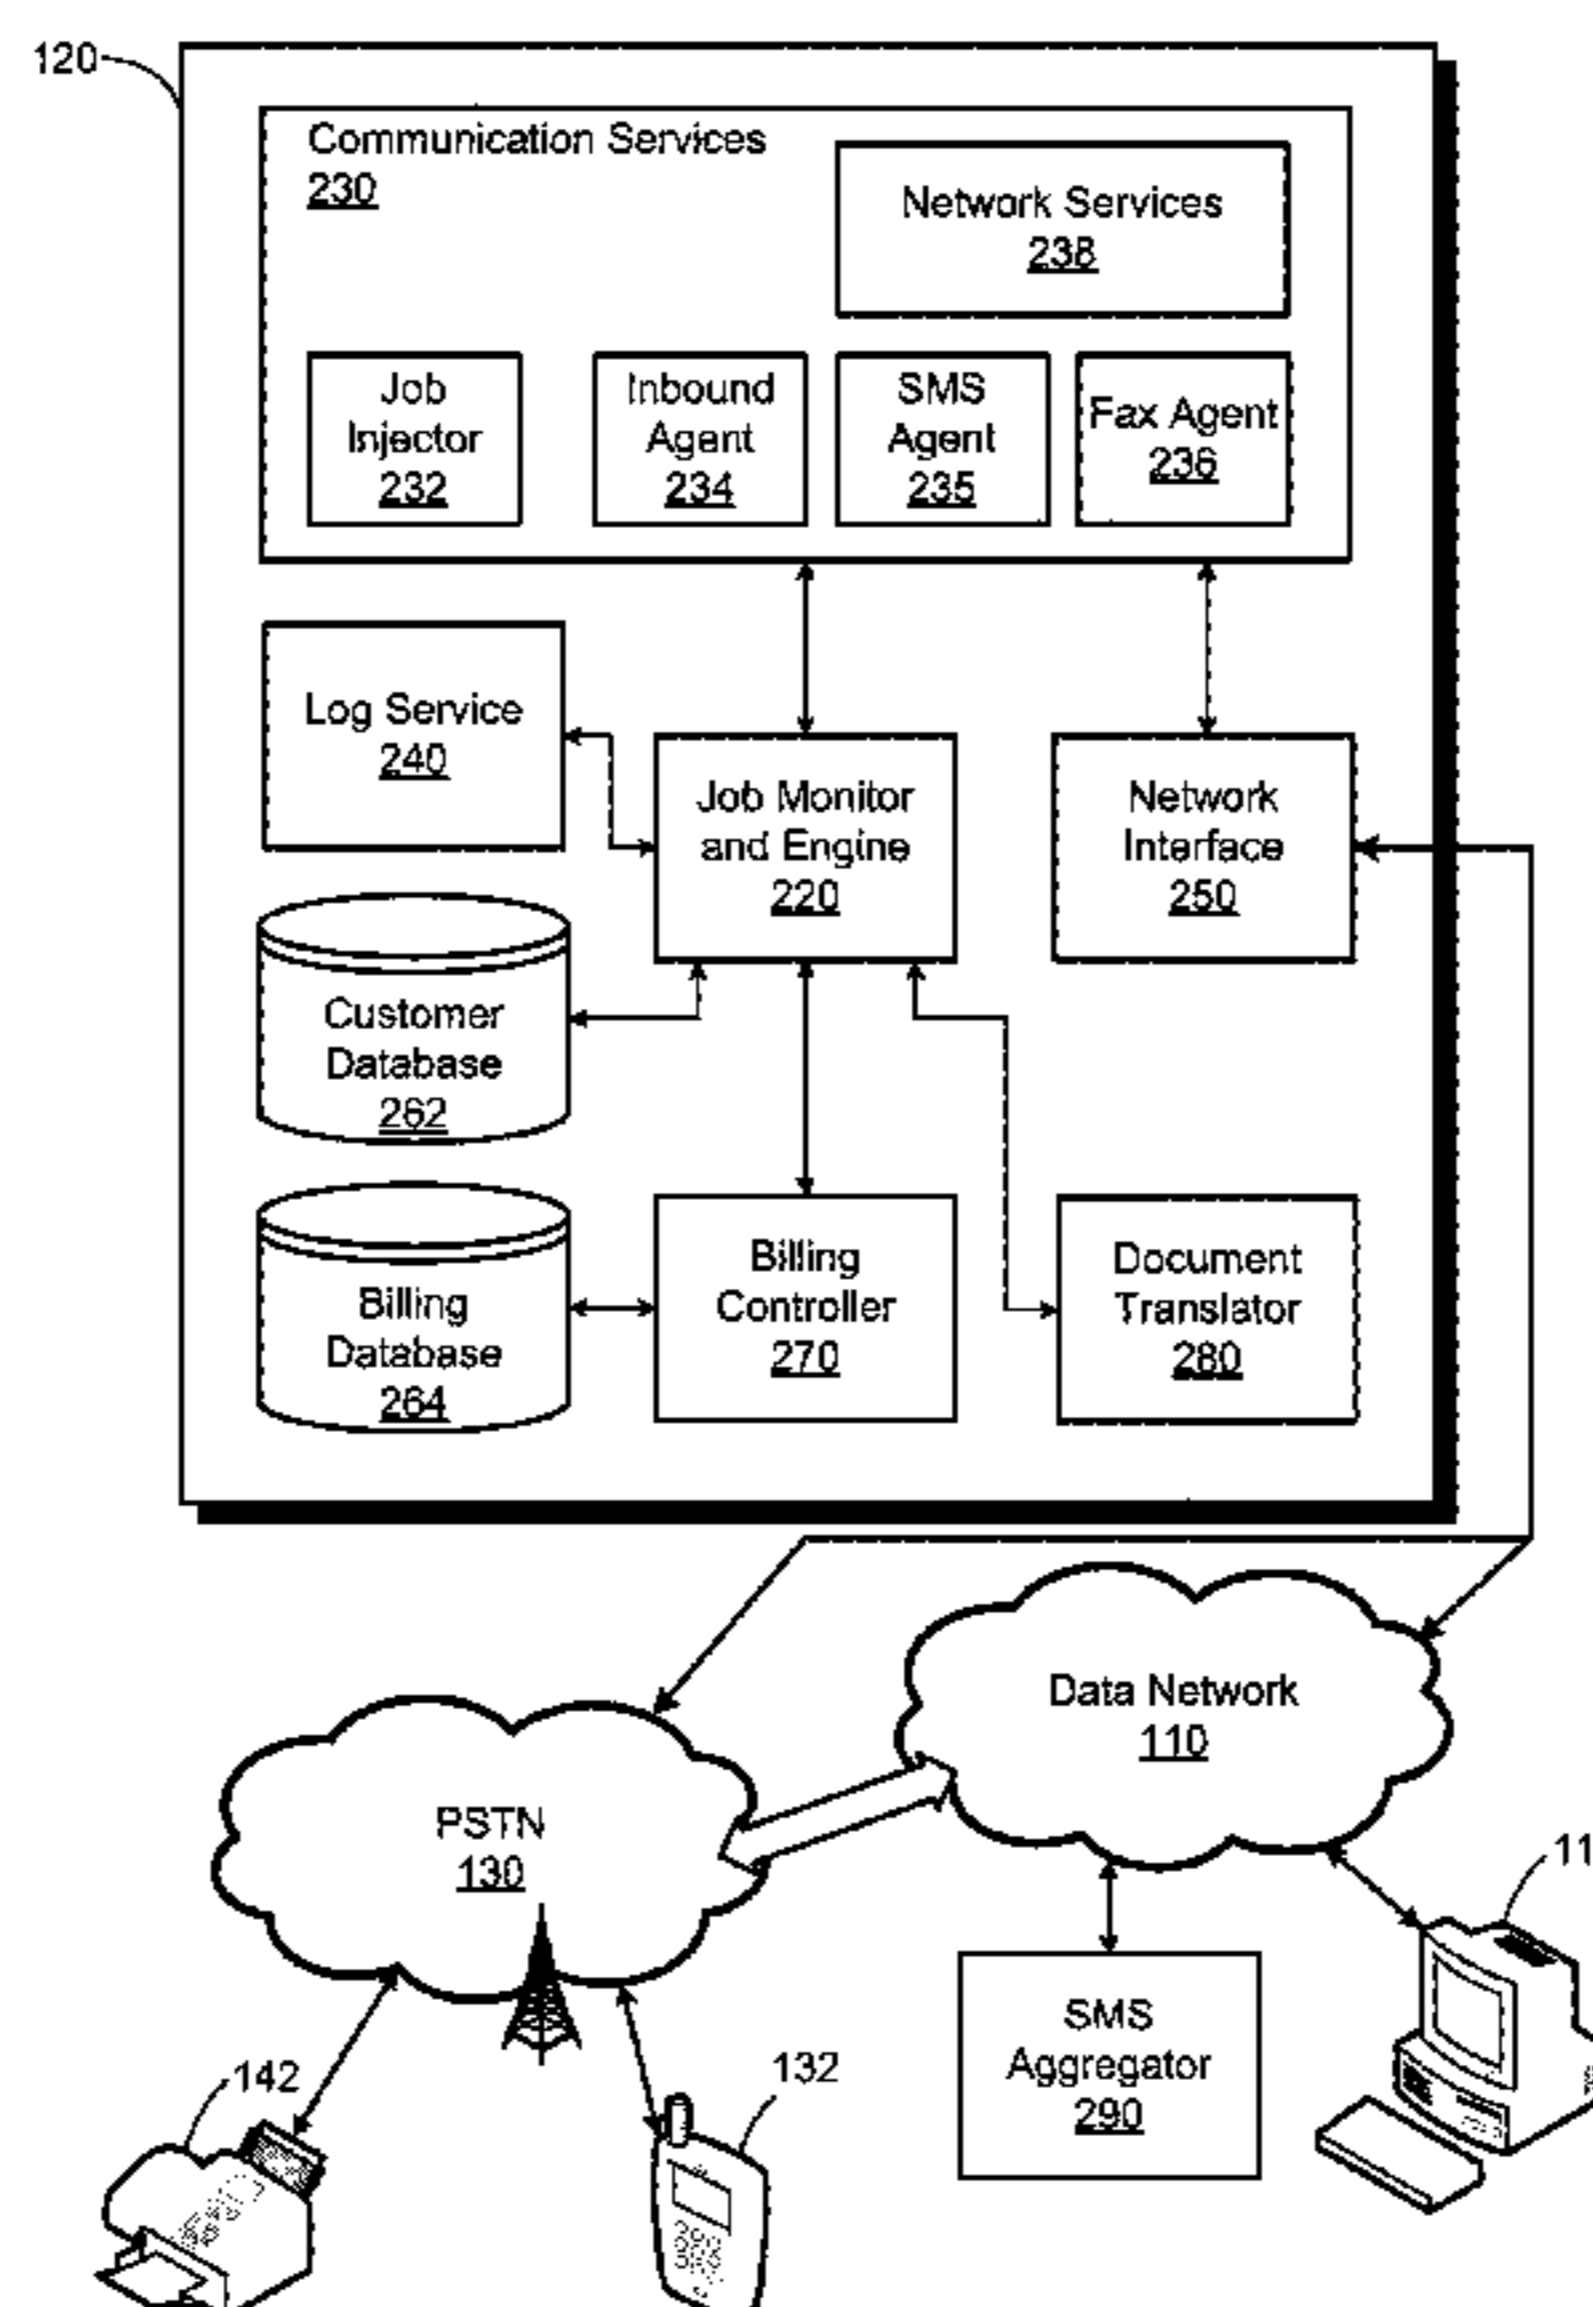 120
Communication Services
230
Network Services
238
Job
Injector
232
Inbound
Agent
234
SMS
Agent
235
Fax Agent
236
Log Service
240
Job Monitor
and Engine
220
Network
Interface
250
Customer
Database
262
Billing
Database
264
Billing
Controller
270
Document
Translator
280
Data Network
110
PSTN
130
11
SMS
Aggregator
290
142
132